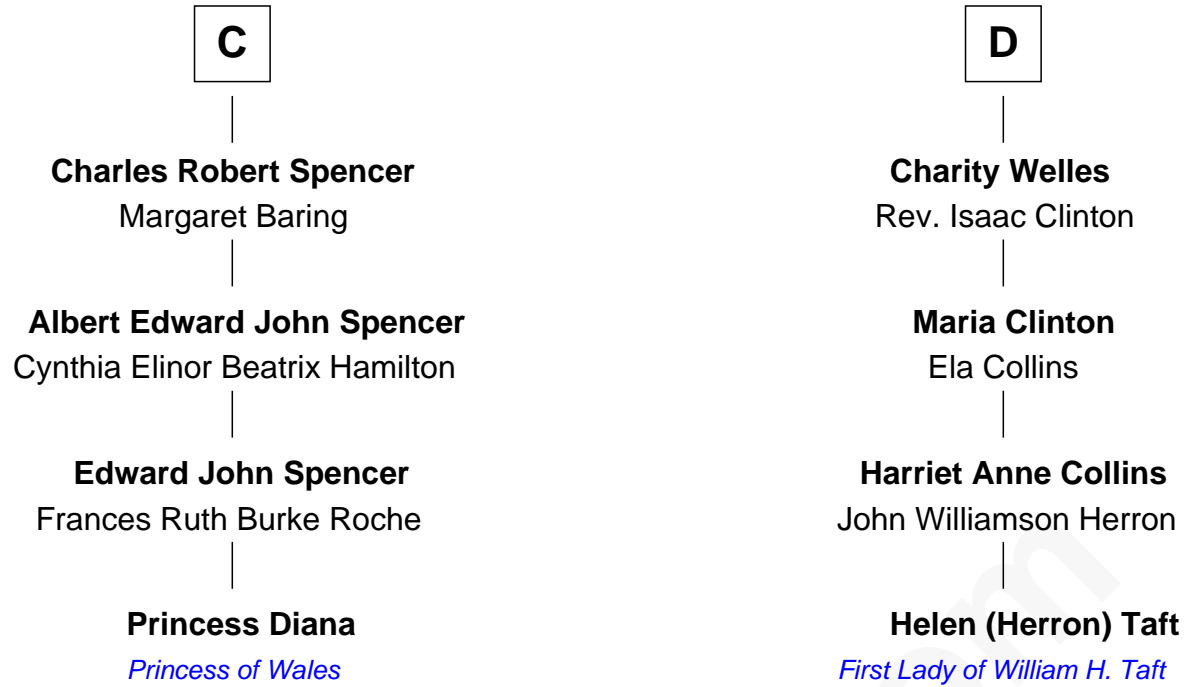 C
Charles Robert Spencer
Margaret Baring
Albert Edward John Spencer
Cynthia Elinor Beatrix Hamilton
Edward John Spencer
Frances Ruth Burke Roche
Princess Diana
Princess of Wales
D
Charity Welles
Rev. Isaac Clinton
Maria Clinton
Ela Collins
Harriet Anne Collins
John Williamson Herron
Helen (Herron) Taft
First Lady of William H. Taft